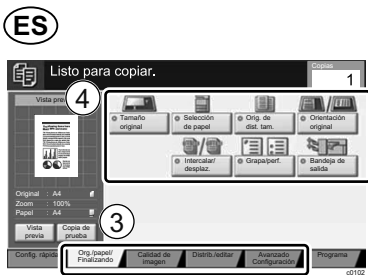 ES
Listo para copiar.
Copias
1
Vista previa
4
Tamaño
original
Selección
de papel
Orig. de
dist. tam.
Orientación
original
Intercalar/
desplaz.
Grapa/perf.
Bandeja de
salida
Original : A4
Zoom : 100%
Papel : A4
Vista
previa
Copia de
prueba
3
Config. rápida
Org./papel/
Finalizando
Calidad de
imagen
Distrib./editar
Avanzado
Configuración
Programa
c0102